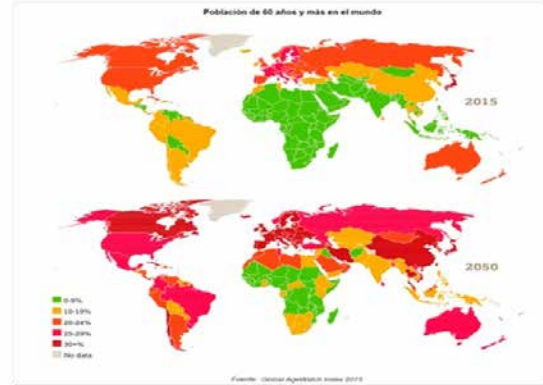 Población de 60 años y más en el mundo
2015
2050
0-9%
10-19%
20-24%
25-29%
30+%
No data
Fuente: Global AgeWatch Index 2015